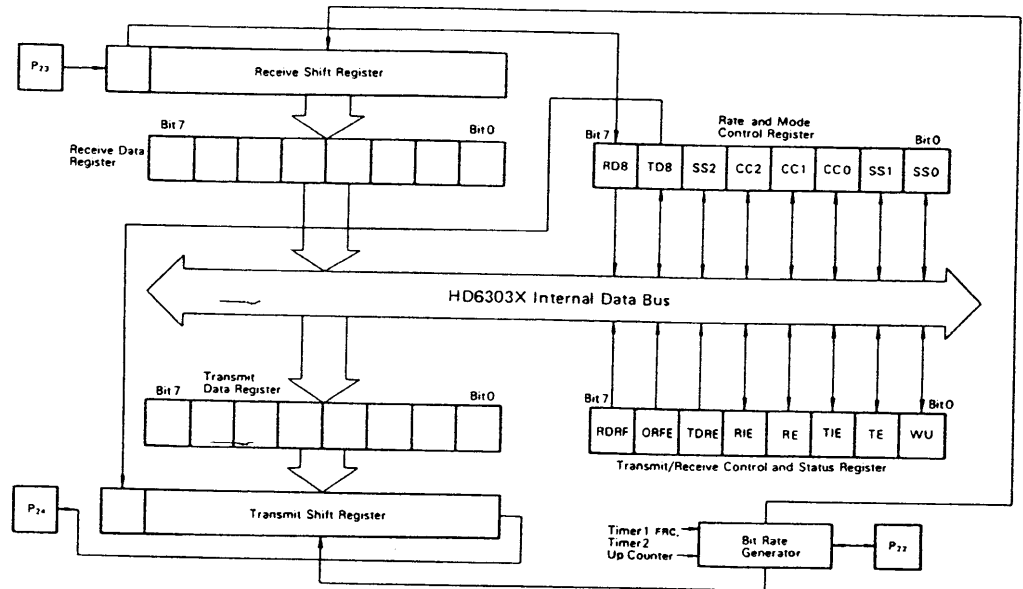 P23
Receive Shift Register
Bit 7
Bit 0
Receive Data
Register
Rate and Mode
Control Register
Bit 7
Bit 0
RD8 TD8 SS2 CC2 CC1 CC0 SS1 SS0
HD6303X Internal Data Bus
Transmit
Data Register
Bit 7
Bit 0
Bit 7
Bit 0
RDRF ORFE TDRE RIE RE TIE TE WU
Transmit/Receive Control and Status Register
P24
Transmit Shift Register
Timer 1 FRC,
Timer 2
Up Counter
Bit Rate
Generator
P22